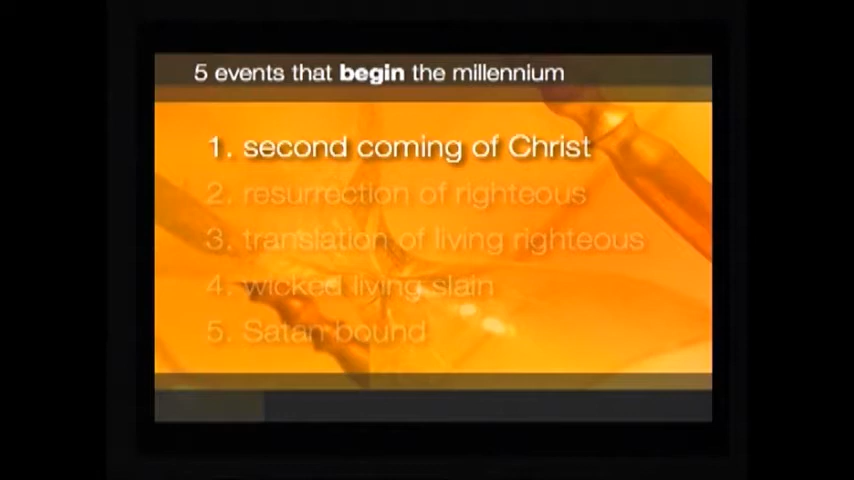 5 events that begin the millennium
1. second coming of Christ
2. resurrection of righteous
3. translation of living righteous
4. wicked living slain
5. Satan bound